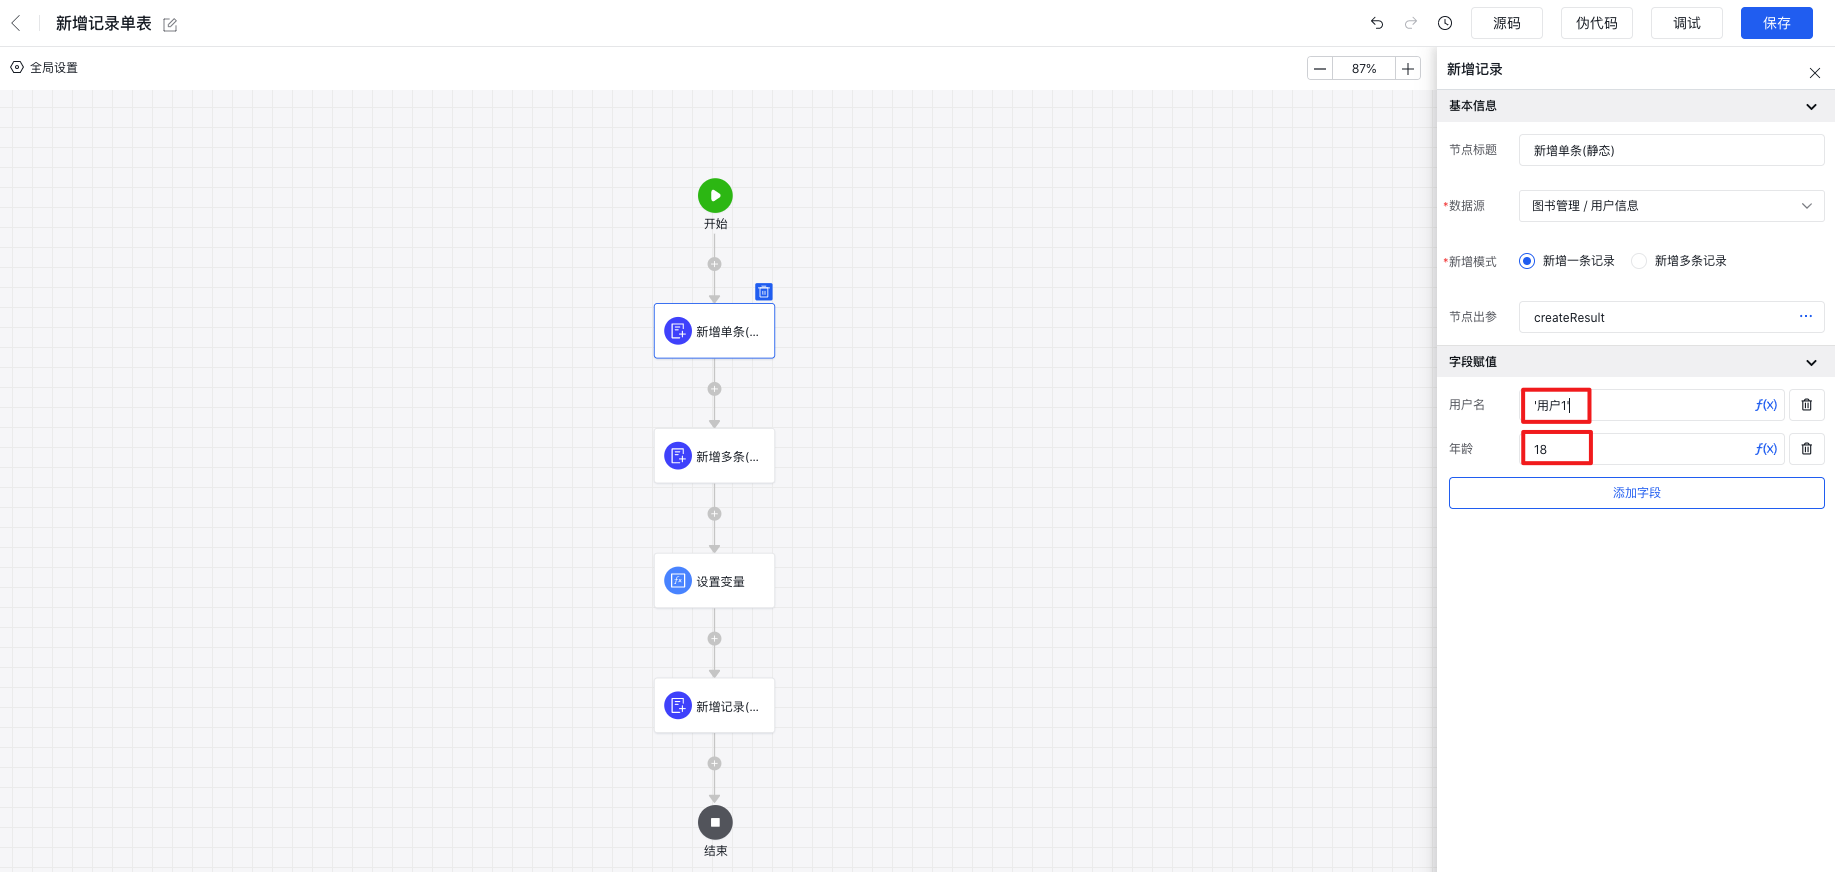 新增记录单表
源码
伪代码
调试
保存
全局设置
87%
开始
新增单条(...
新增多条(...
设置变量
新增记录(...
结束
新增记录
基本信息
节点标题
新增单条(静态)
*数据源
图书管理 / 用户信息
*新增模式
新增一条记录
新增多条记录
节点出参
createResult
...
字段赋值
用户名
'用户1'
f(x)
年龄
18
f(x)
添加字段